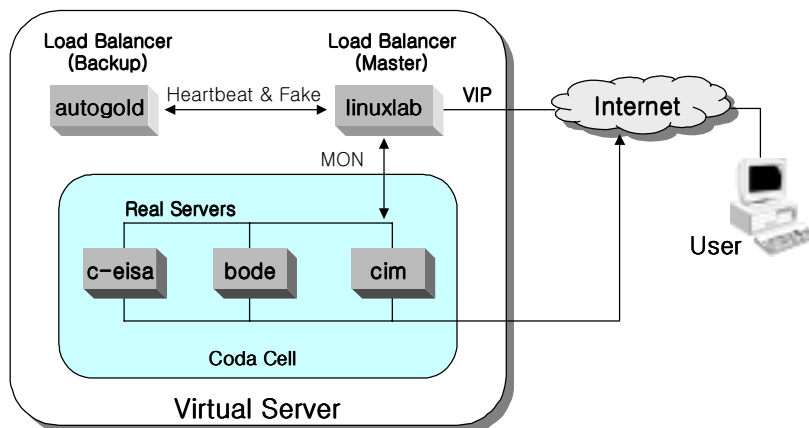 Load Balancer
(Backup)
Load Balancer
(Master)
autogold
Heartbeat & Fake
linuxlab
VIP
Internet
MON
Real Servers
c-eisa
bode
cim
User
Coda Cell
Virtual Server